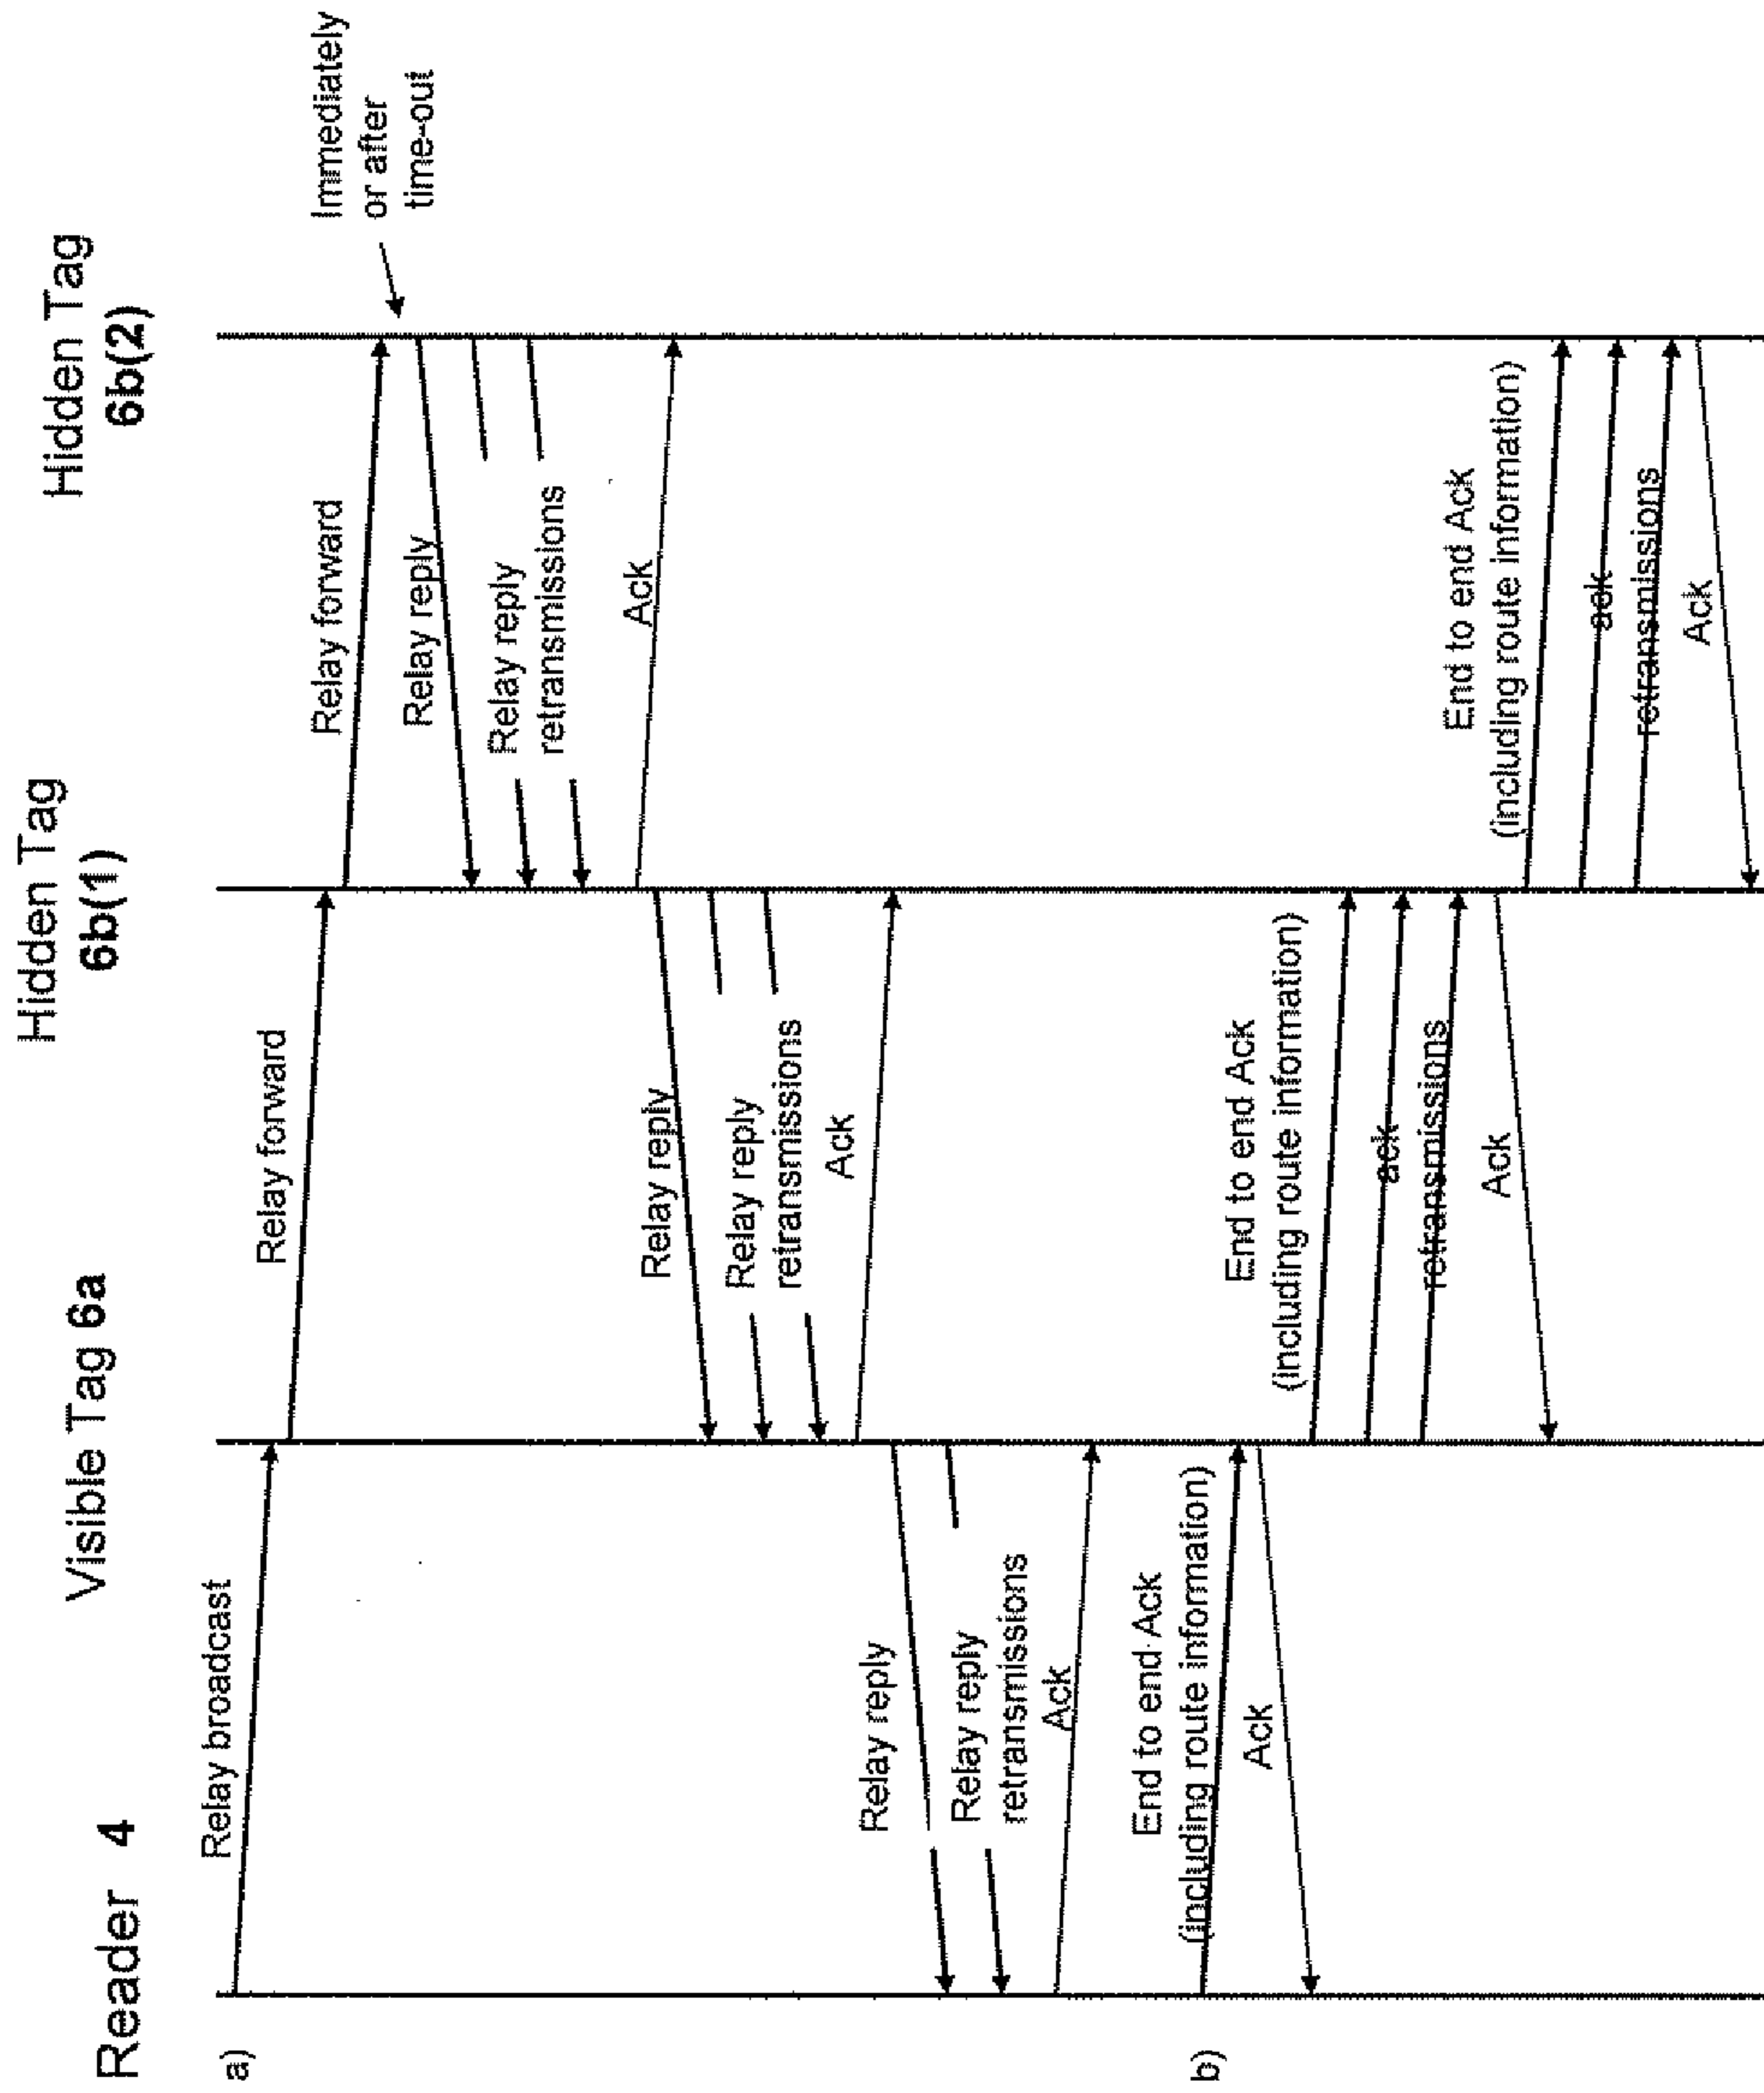 Reader 4
Visible Tag 6a
Hidden Tag
6b(1)
Hidden Tag
6b(2)
a)
Relay broadcast
Relay forward
Relay forward
Immediately
or after
time-out
Relay reply
Relay reply
retransmissions
Ack
Relay reply
Relay reply
retransmissions
Ack
Relay reply
Relay reply
retransmissions
Ack
b)
End to end Ack
(including route information)
Ack
End to end Ack
(including route information)
ack
retransmissions
Ack
End to end Ack
(including route information)
ack
retransmissions
Ack